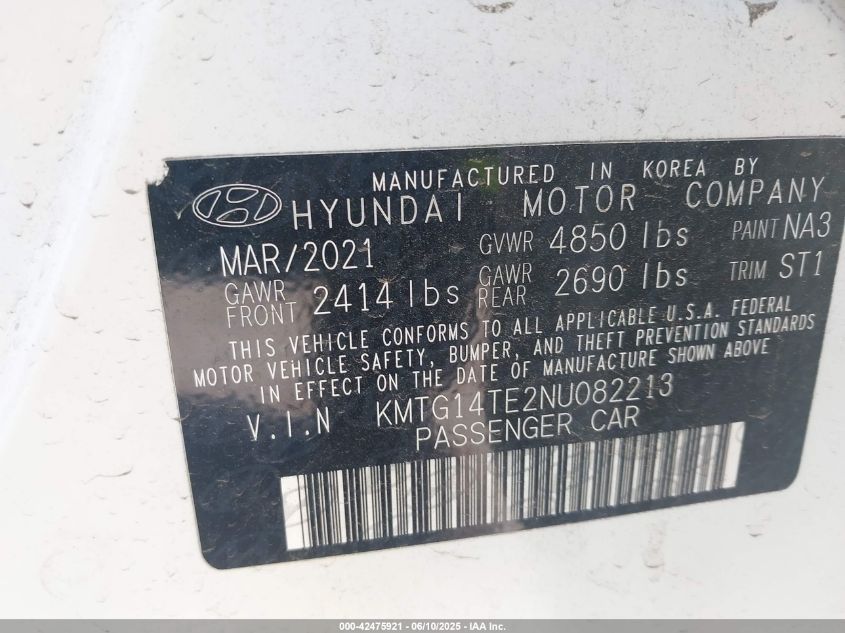 MANUFACTURED IN KOREA BY
HYUNDAI MOTOR COMPANY
MAR/2021 GVWR 4850 lbs PAINT NA3
GAWR FRONT 2414 lbs GAWR REAR 2690 lbs TRIM ST1
THIS VEHICLE CONFORMS TO ALL APPLICABLE U.S.A. FEDERAL
MOTOR VEHICLE SAFETY, BUMPER, AND THEFT PREVENTION STANDARDS
IN EFFECT ON THE DATE OF MANUFACTURE SHOWN ABOVE
V.I.N KMTG14TE2NU082213
PASSENGER CAR
000-42475921 - 06/10/2025 - IAA Inc.